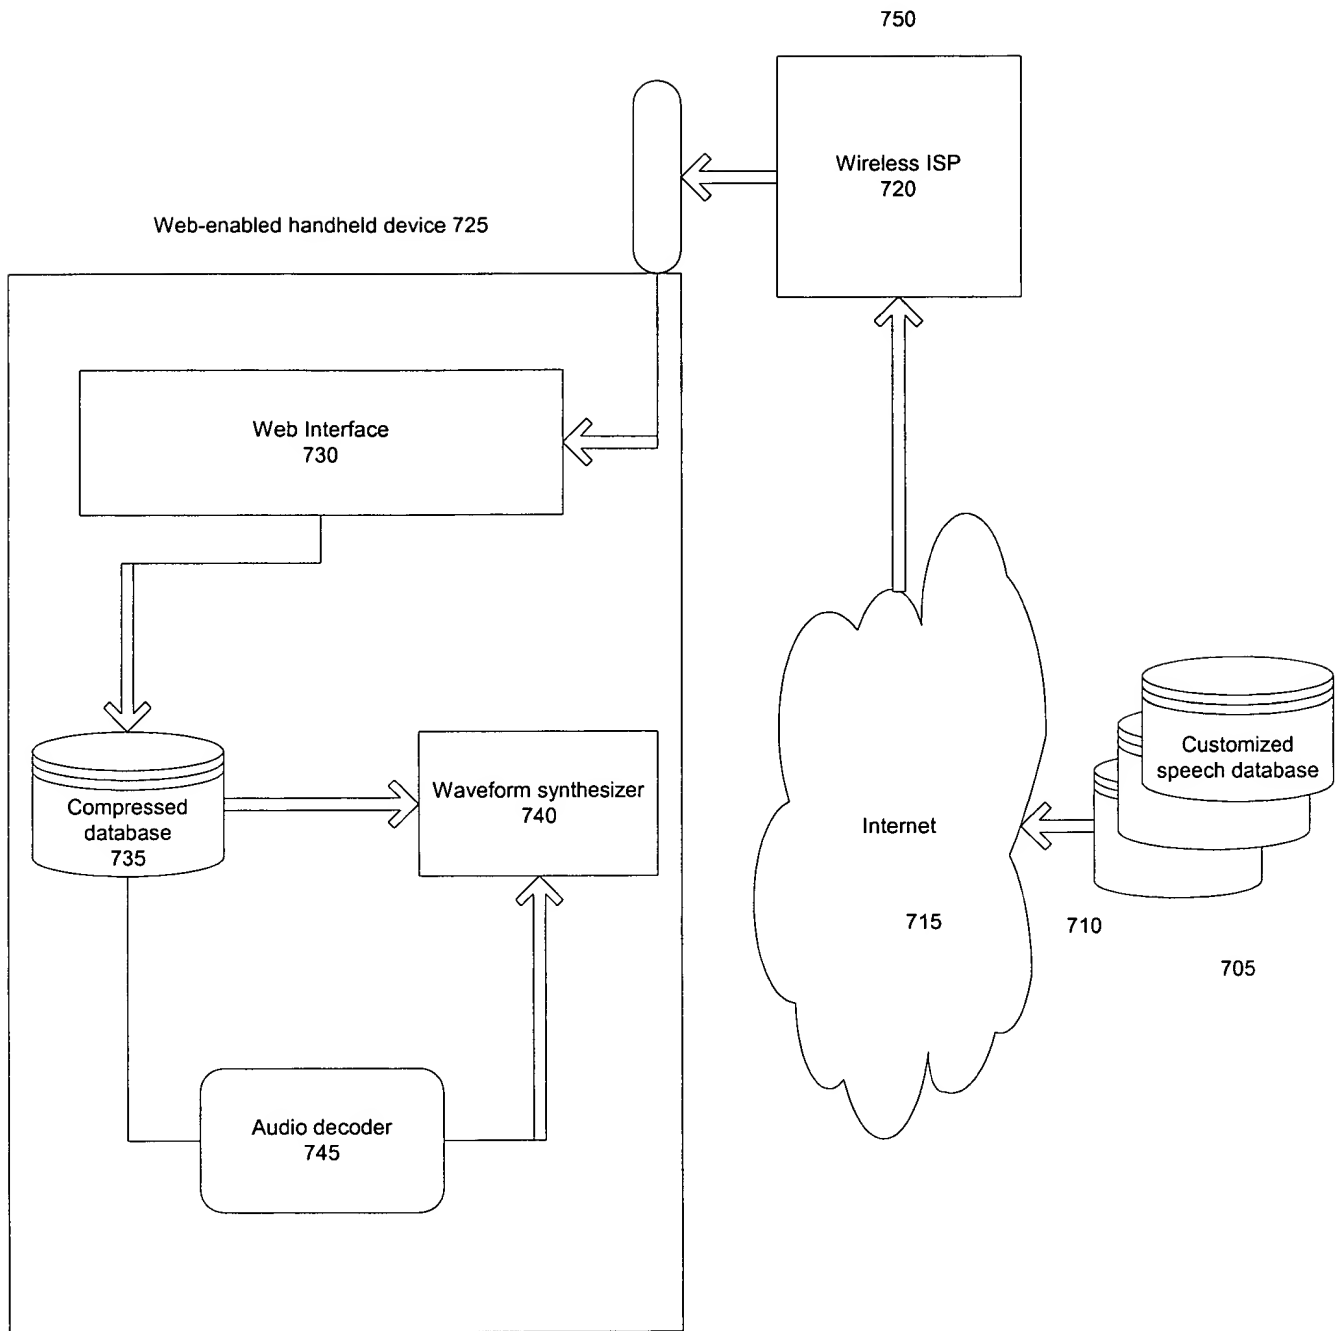 750
Wireless ISP
720
Web-enabled handheld device 725
Web Interface
730
Customized
speech database
Compressed
database
735
Waveform synthesizer
740
Internet
715
710
705
Audio decoder
745